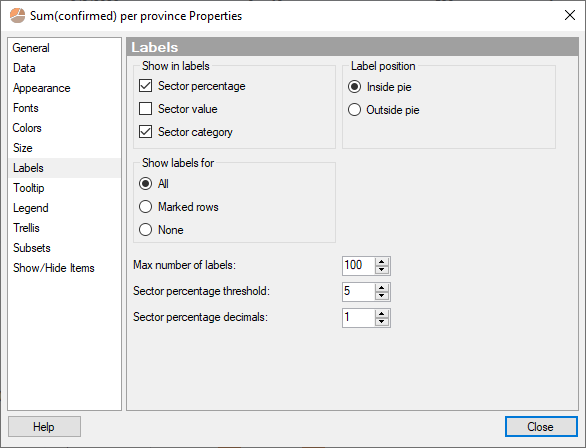 Sum(confirmed) per province Properties
General
Data
Appearance
Fonts
Colors
Size
Labels
Tooltip
Legend
Trellis
Subsets
Show/Hide Items
Labels
Show in labels
Sector percentage
Sector value
Sector category
Label position
Inside pie
Outside pie
Show labels for
All
Marked rows
None
Max number of labels: 100
Sector percentage threshold: 5
Sector percentage decimals: 1
Help
Close